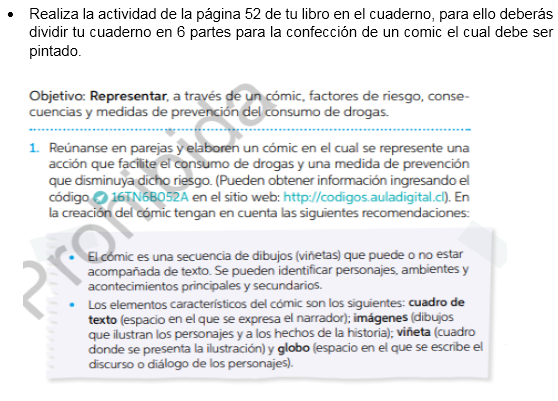 • Realiza la actividad de la página 52 de tu libro en el cuaderno, para ello deberás
dividir tu cuaderno en 6 partes para la confección de un comic el cual debe ser
pintado.
Objetivo: Representar, a través de un cómic, factores de riesgo, conse-
cuencias y medidas de prevención del consumo de drogas.
1. Reúnanse en parejas y elaboren un cómic en el cual se represente una
acción que facilite el consumo de drogas y una medida de prevención
que disminuya dicho riesgo. (Pueden obtener información ingresando el
código 16TN6B052A en el sitio web: http://codigos.auladigital.cl). En
la creación del cómic tengan en cuenta las siguientes recomendaciones:
• El cómic es una secuencia de dibujos (viñetas) que puede o no estar
acompañada de texto. Se pueden identificar personajes, ambientes y
acontecimientos principales y secundarios.
• Los elementos característicos del cómic son los siguientes: cuadro de
texto (espacio en el que se expresa el narrador); imágenes (dibujos
que ilustran los personajes y a los hechos de la historia); viñeta (cuadro
donde se presenta la ilustración) y globo (espacio en el que se escribe el
discurso o diálogo de los personajes).
Prohibida